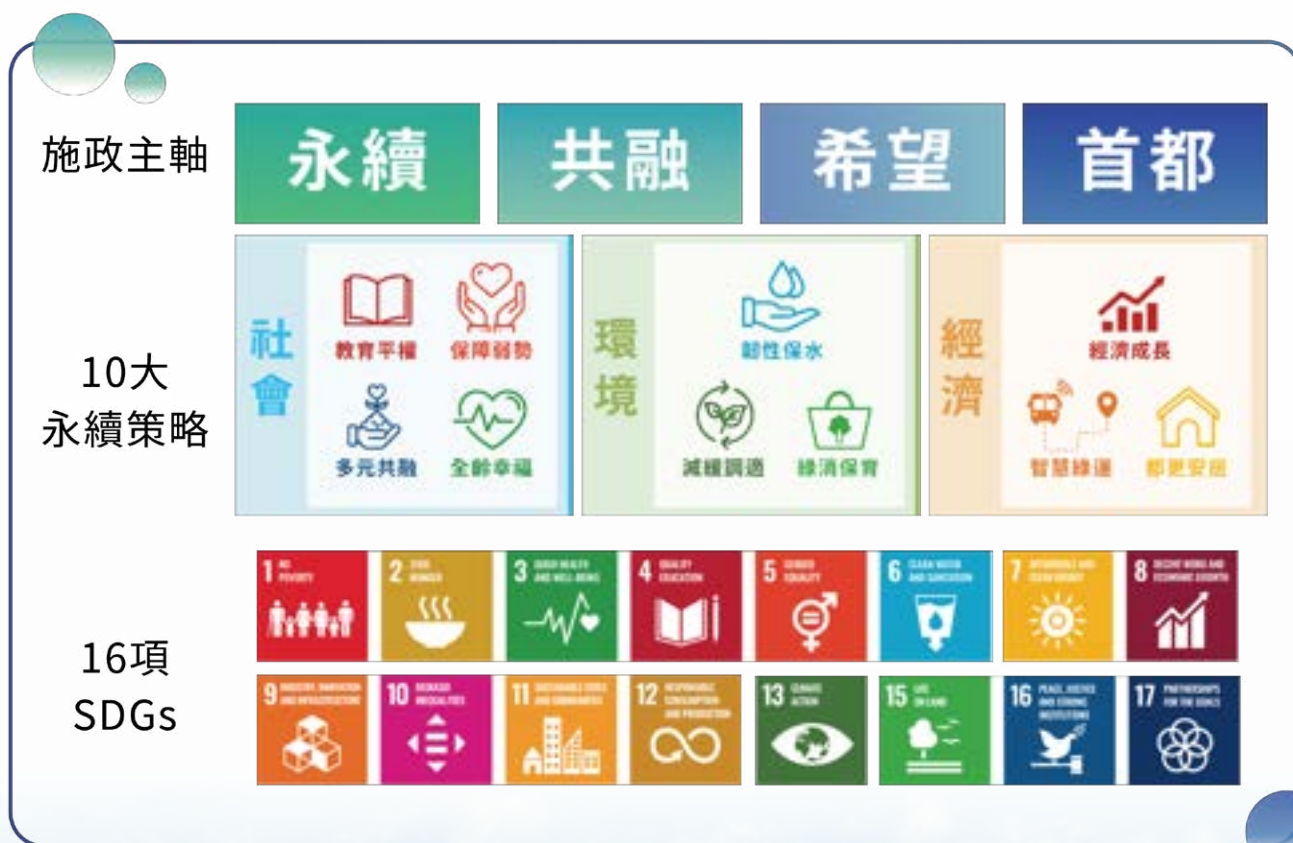 施政主軸
永續
共融
希望
首都
10大
永續策略
社會
教育平權
保障弱勢
多元共融
全齡幸福
環境
韌性保水
減緩調適
綠消保育
經濟
經濟成長
智慧綠運
都更安居
16項
SDGs
1 NO
POVERTY
2 ZERO
HUNGER
3 GOOD HEALTH
AND WELL-BEING
4 QUALITY
EDUCATION
5 GENDER
EQUALITY
6 CLEAN WATER
AND SANITATION
7 AFFORDABLE AND
CLEAN ENERGY
8 DECENT WORK AND
ECONOMIC GROWTH
9 INDUSTRY, INNOVATION
AND INFRASTRUCTURE
10 REDUCED
INEQUALITIES
11 SUSTAINABLE CITIES
AND COMMUNITIES
12 RESPONSIBLE
CONSUMPTION
AND PRODUCTION
13 CLIMATE
ACTION
15 LIFE
ON LAND
16 PEACE, JUSTICE
AND STRONG
INSTITUTIONS
17 PARTNERSHIPS
FOR THE GOALS